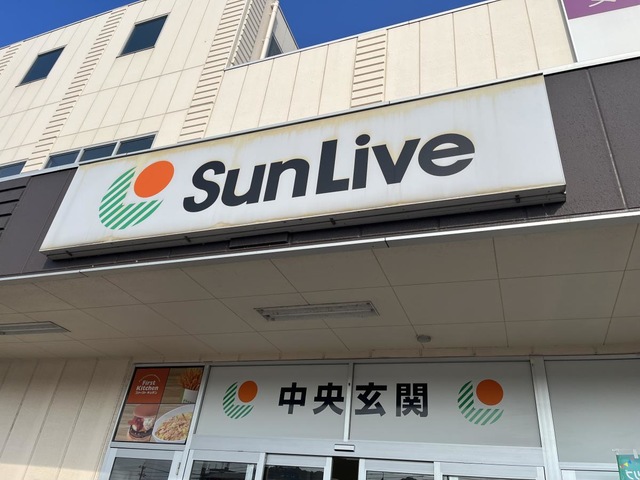 SunLive
First
Kitchen
中央玄関